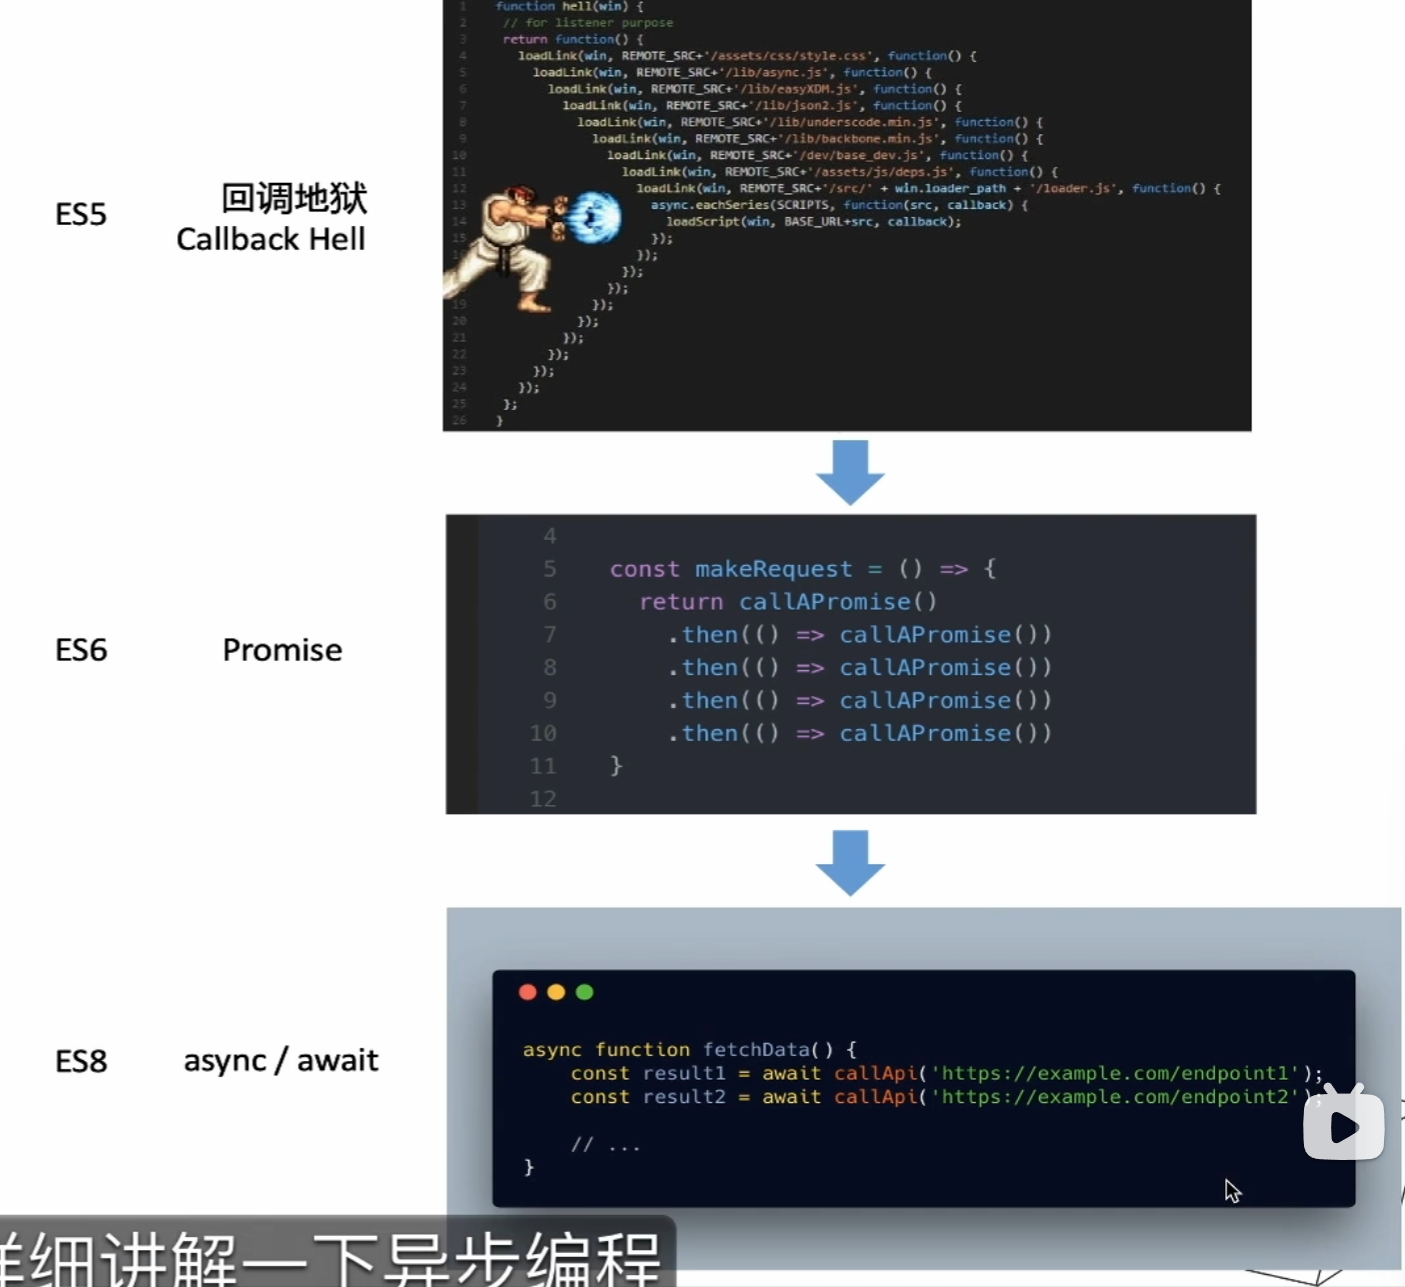 1 function hell(win) {
2 // for listener purpose
3 return function() {
4 loadLink(win, REMOTE_SRC+'/assets/css/style.css', function() {
5 loadLink(win, REMOTE_SRC+'/lib/async.js', function() {
6 loadLink(win, REMOTE_SRC+'/lib/easyXDM.js', function() {
7 loadLink(win, REMOTE_SRC+'/lib/json2.js', function() {
8 loadLink(win, REMOTE_SRC+'/lib/underscode.min.js', function() {
9 loadLink(win, REMOTE_SRC+'/lib/backbone.min.js', function() {
10 loadLink(win, REMOTE_SRC+'/dev/base_dev.js', function() {
11 loadLink(win, REMOTE_SRC+'/assets/js/deps.js', function() {
12 loadLink(win, REMOTE_SRC+'/src/' + win.loader_path + '/loader.js', function() {
13 async.eachSeries(SCRIPTS, function(src, callback) {
14 loadScript(win, BASE_URL+src, callback);
15 });
});
});
});
19 });
20 });
21 });
22 });
23 });
24 });
25 };
26 }
ES5
回调地狱
Callback Hell
4
5 const makeRequest = () => {
6 return callAPromise()
7 .then(() => callAPromise())
8 .then(() => callAPromise())
9 .then(() => callAPromise())
10 .then(() => callAPromise())
11 }
12
ES6 Promise
async function fetchData() {
const result1 = await callApi('https://example.com/endpoint1');
const result2 = await callApi('https://example.com/endpoint2');
// ...
}
ES8 async / await
细讲解一下异步编程